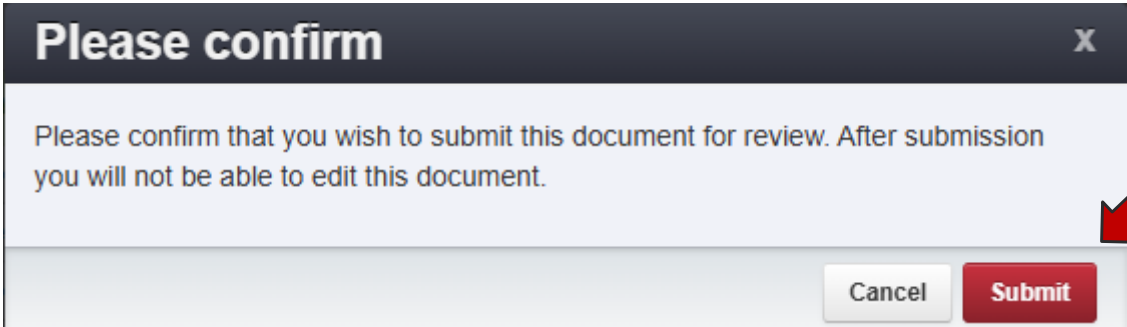 Please confirm
x
Please confirm that you wish to submit this document for review. After submission
you will not be able to edit this document.
Cancel Submit